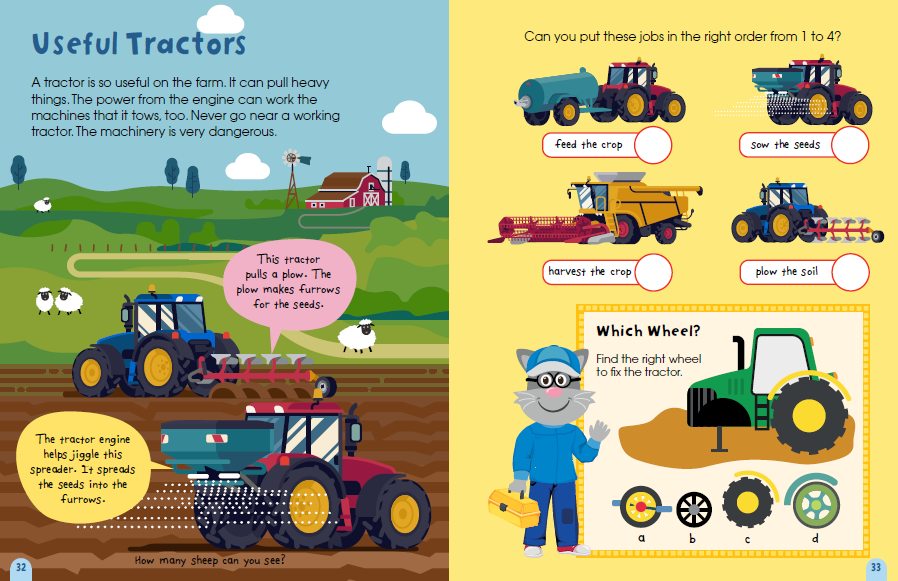 Useful Tractors
A tractor is so useful on the farm. It can pull heavy
things. The power from the engine can work the
machines that it tows, too. Never go near a working
tractor. The machinery is very dangerous.
This tractor
pulls a plow. The
plow makes furrows
for the seeds.
The tractor engine
helps jiggle this
spreader. It spreads
the seeds into the
furrows.
How many sheep can you see?
32
Can you put these jobs in the right order from 1 to 4?
feed the crop
sow the seeds
harvest the crop
plow the soil
Which Wheel?
Find the right wheel
to fix the tractor.
a b c d
33